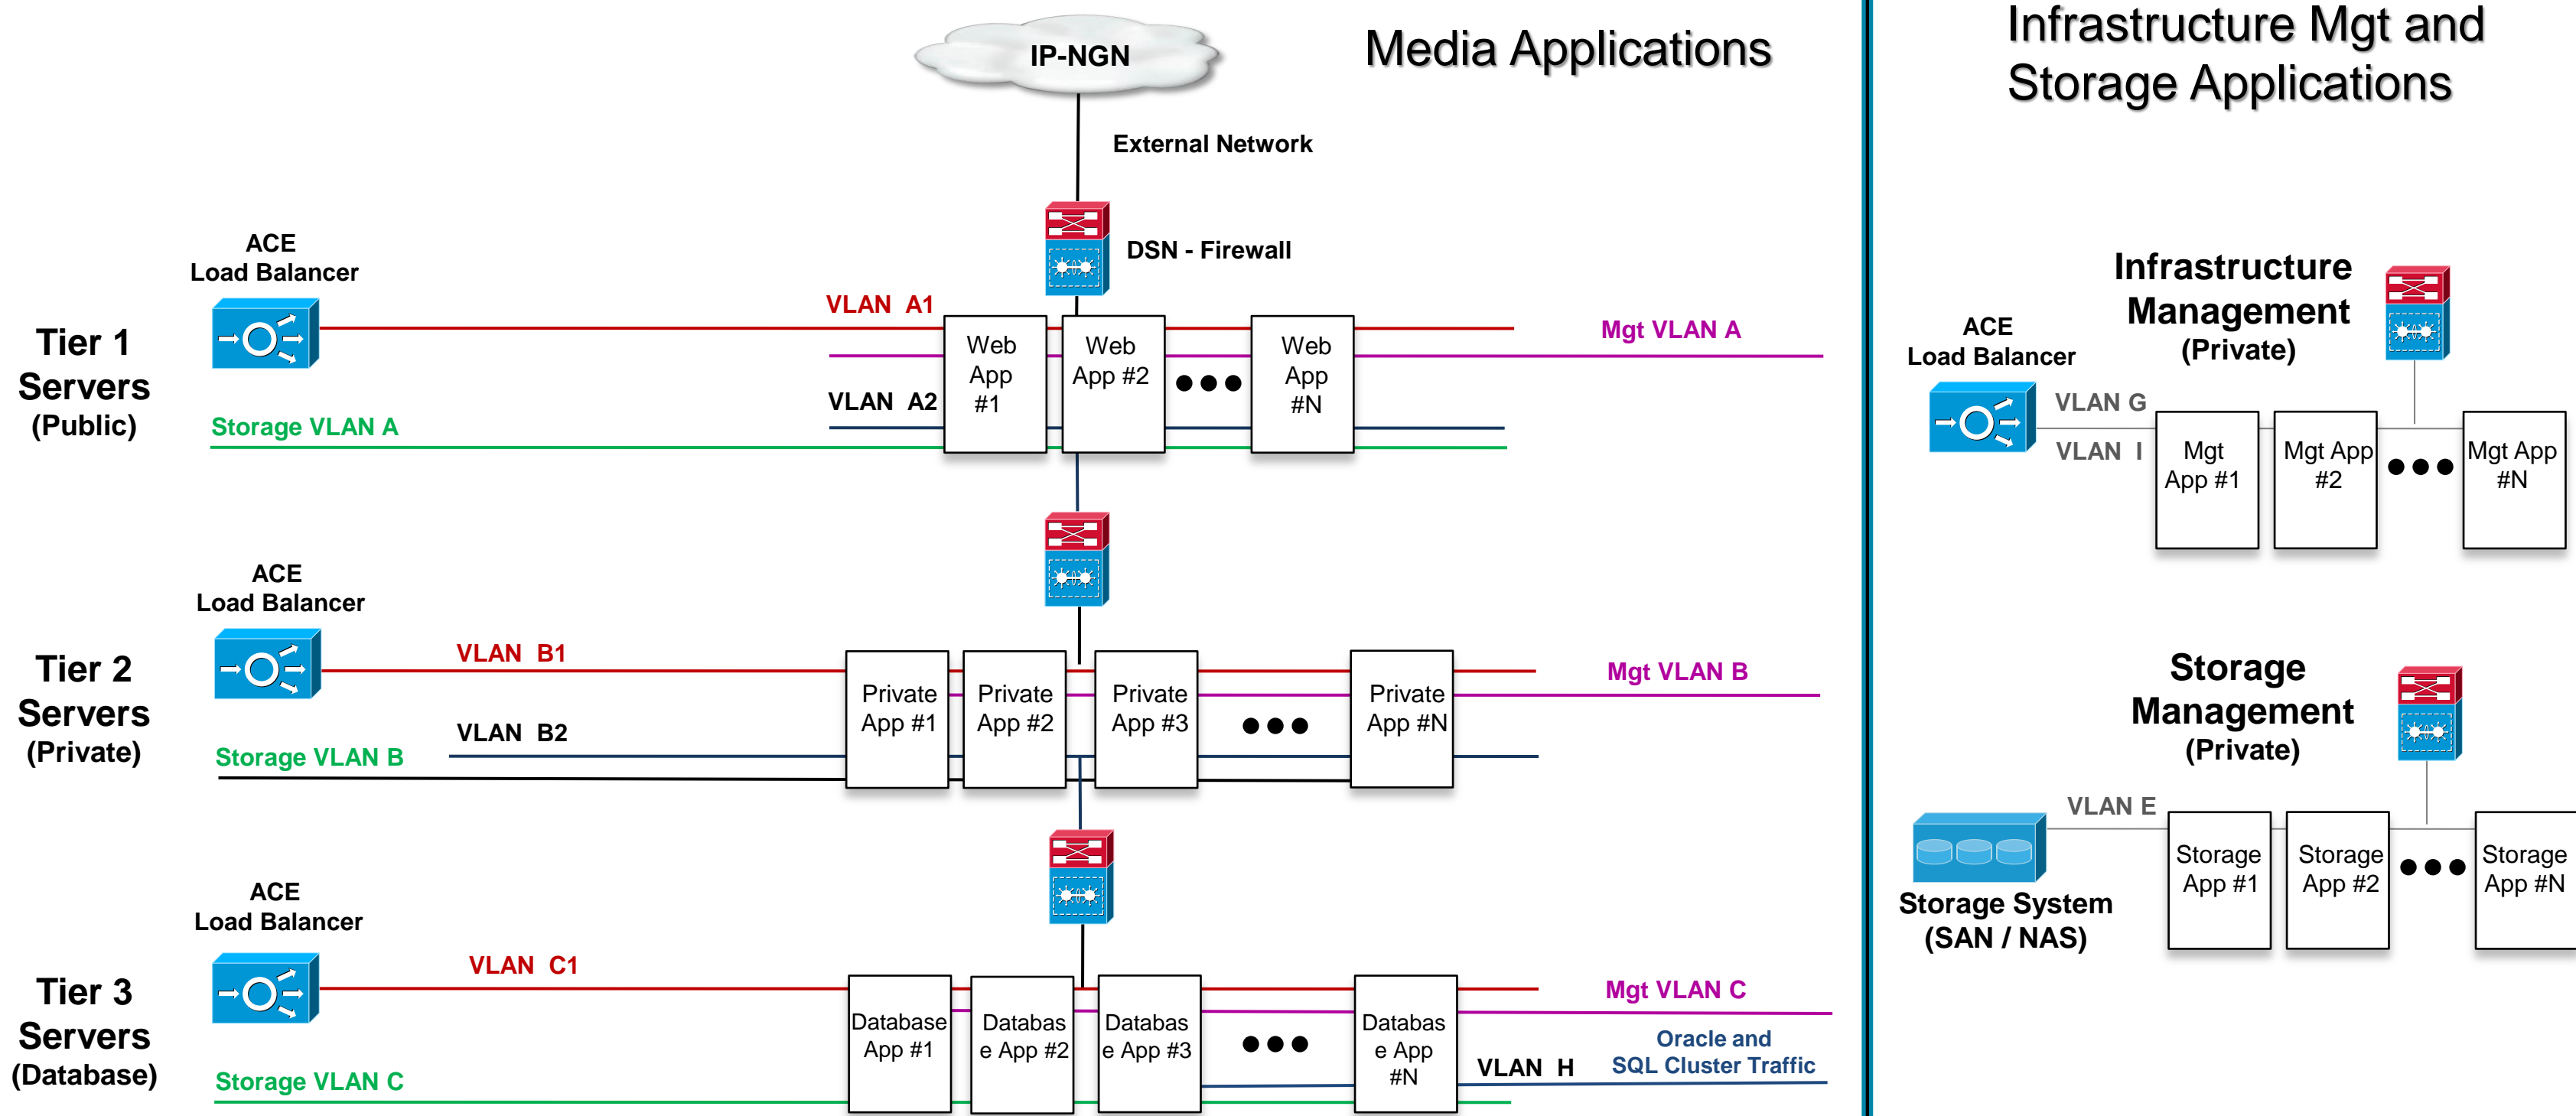 Media Applications
Infrastructure Mgt and
Storage Applications
IP-NGN
External Network
DSN - Firewall
ACE
Load Balancer
Tier 1
Servers
(Public)
VLAN A1
Mgt VLAN A
VLAN A2
Storage VLAN A
Web
App
#1
Web
App #2
Web
App
#N
ACE
Load Balancer
Tier 2
Servers
(Private)
VLAN B1
Mgt VLAN B
VLAN B2
Storage VLAN B
Private
App #1
Private
App #2
Private
App #3
Private
App #N
ACE
Load Balancer
Tier 3
Servers
(Database)
VLAN C1
Mgt VLAN C
Storage VLAN C
Database
App #1
Databas
e App #2
Databas
e App #3
Databas
e App
#N
VLAN H
Oracle and
SQL Cluster Traffic
Infrastructure
Management
(Private)
ACE
Load Balancer
VLAN G
VLAN I
Mgt
App #1
Mgt App
#2
Mgt App
#N
Storage
Management
(Private)
VLAN E
Storage System
(SAN / NAS)
Storage
App #1
Storage
App #2
Storage
App #N